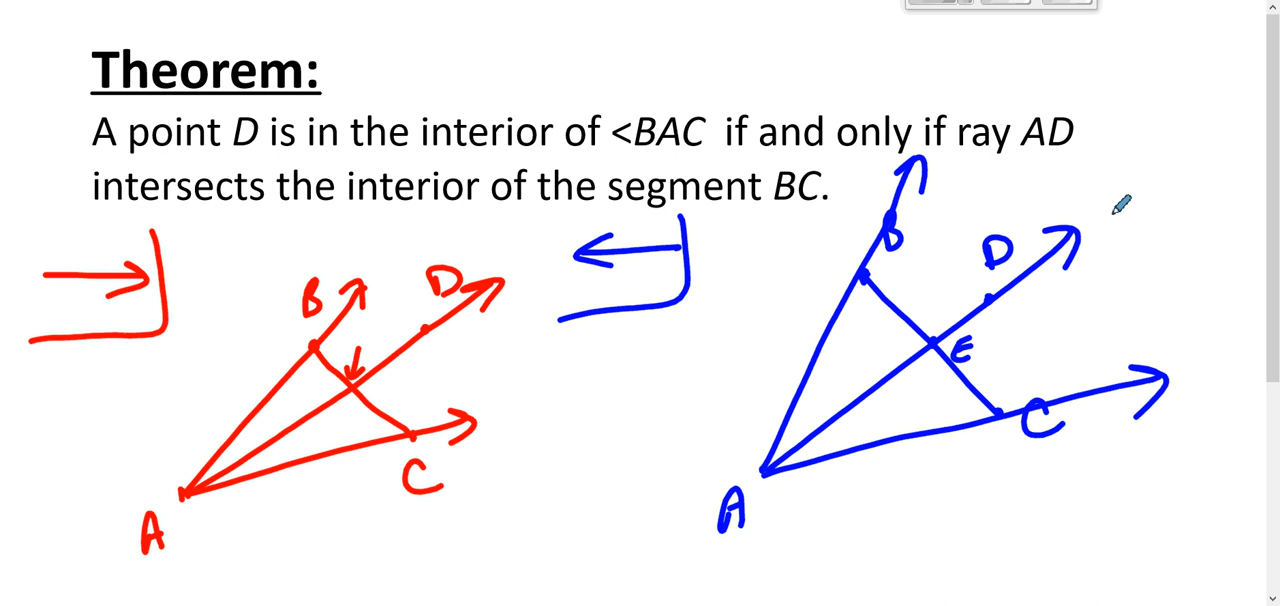 Theorem:
A point D is in the interior of <BAC if and only if ray AD
intersects the interior of the segment BC.
B
D
A
C
B
D
E
C
A